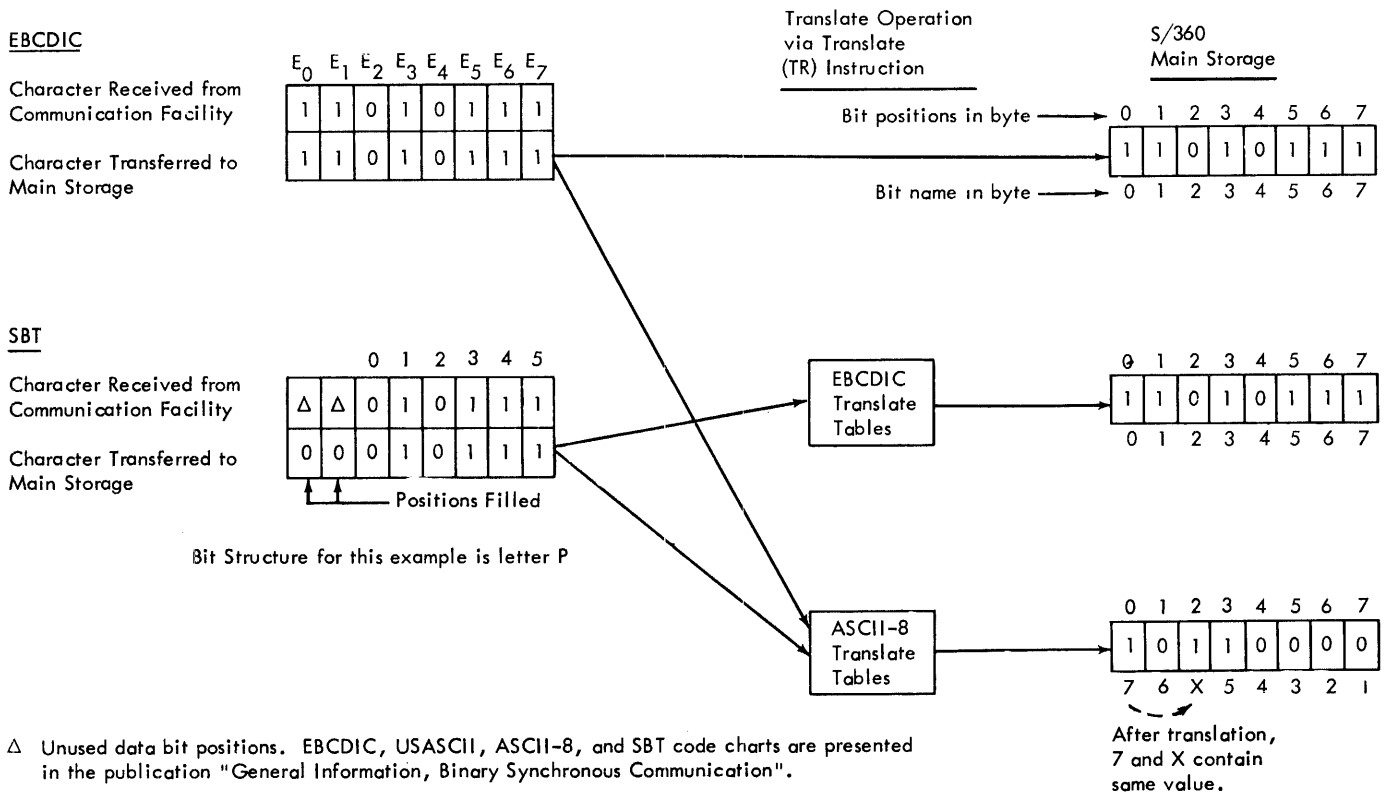 Translate Operation
via Translate
(TR) Instruction
S/360
Main Storage
EBCDIC
E0 E1 E2 E3 E4 E5 E6 E7
Character Received from
Communication Facility
1 1 0 1 0 1 1 1
Character Transferred to
Main Storage
1 1 0 1 0 1 1 1
Bit positions in byte
0 1 2 3 4 5 6 7
1 1 0 1 0 1 1 1
Bit name in byte
0 1 2 3 4 5 6 7
SBT
0 1 2 3 4 5
Character Received from
Communication Facility
Δ Δ 0 1 0 1 1 1
Character Transferred to
Main Storage
0 0 0 1 0 1 1 1
Positions Filled
Bit Structure for this example is letter P
EBCDIC
Translate
Tables
0 1 2 3 4 5 6 7
1 1 0 1 0 1 1 1
0 1 2 3 4 5 6 7
ASCII-8
Translate
Tables
0 1 2 3 4 5 6 7
1 0 1 1 0 0 0 0
7 6 X 5 4 3 2 1
After translation,
7 and X contain
same value.
Δ Unused data bit positions. EBCDIC, USASCII, ASCII-8, and SBT code charts are presented
in the publication "General Information, Binary Synchronous Communication".